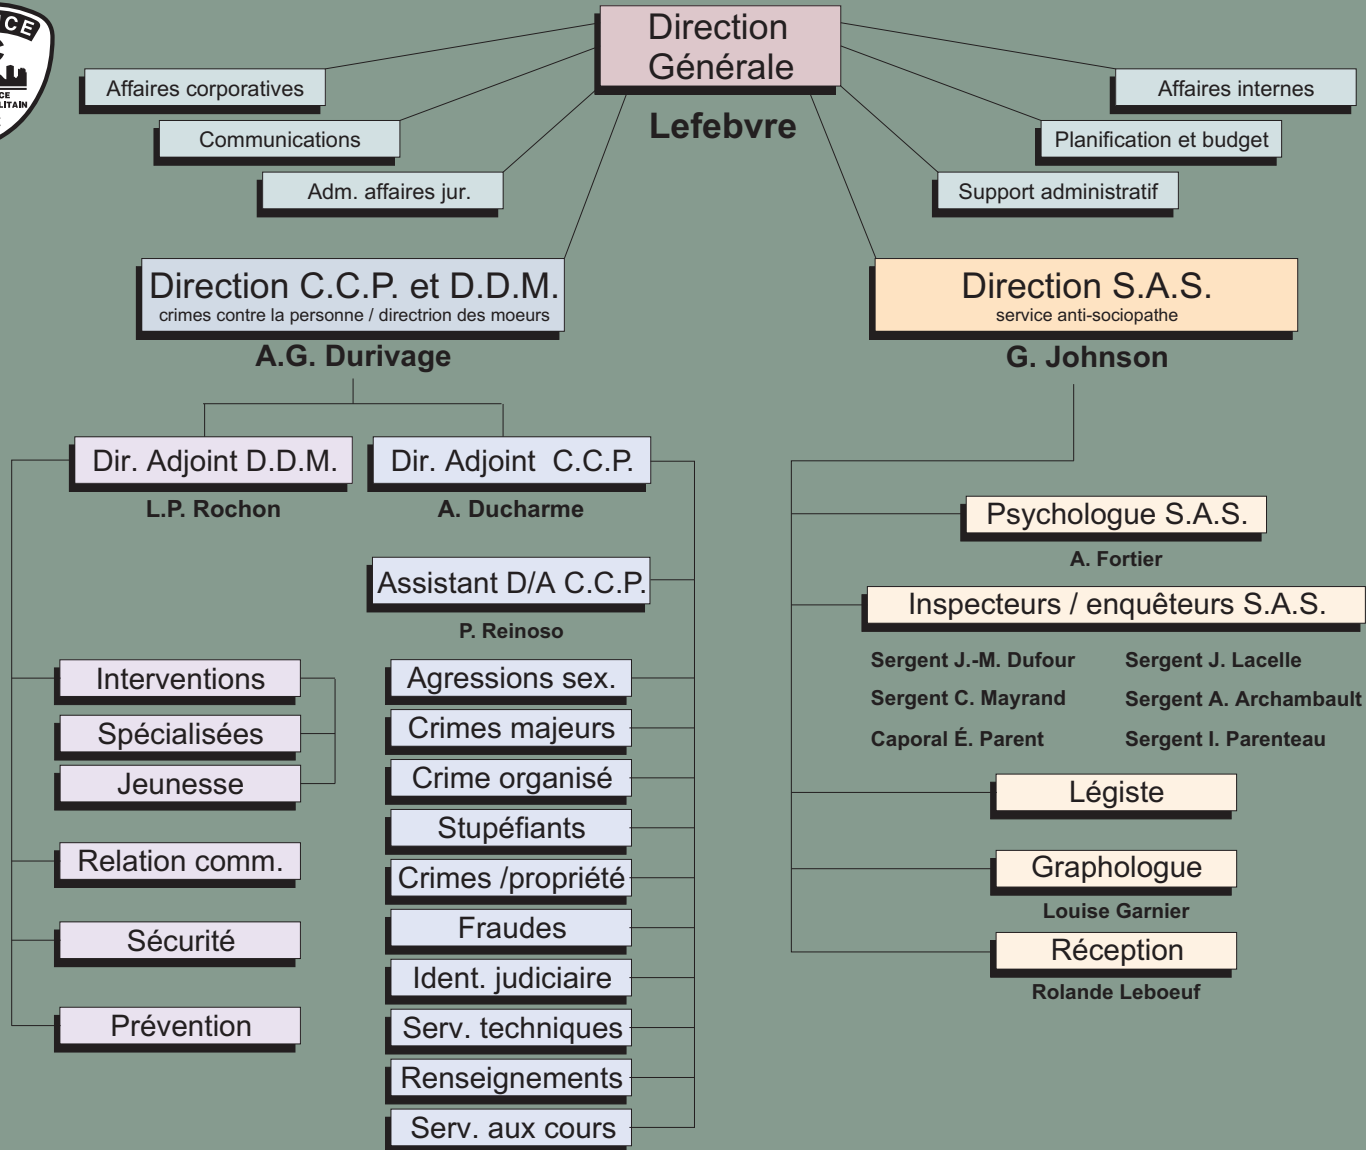 Direction
Générale
Lefebvre
Affaires corporatives
Communications
Adm. affaires jur.
Affaires internes
Planification et budget
Support administratif
Direction C.C.P. et D.D.M.
crimes contre la personne / directrion des moeurs
A.G. Durivage
Direction S.A.S.
service anti-sociopathe
G. Johnson
Dir. Adjoint D.D.M.
L.P. Rochon
Dir. Adjoint C.C.P.
A. Ducharme
Assistant D/A C.C.P.
P. Reinoso
Interventions
Spécialisées
Jeunesse
Relation comm.
Sécurité
Prévention
Agressions sex.
Crimes majeurs
Crime organisé
Stupéfiants
Crimes /propriété
Fraudes
Ident. judiciaire
Serv. techniques
Renseignements
Serv. aux cours
Psychologue S.A.S.
A. Fortier
Inspecteurs / enquêteurs S.A.S.
Sergent J.-M. Dufour
Sergent J. Lacelle
Sergent C. Mayrand
Sergent A. Archambault
Caporal É. Parent
Sergent I. Parenteau
Légiste
Graphologue
Louise Garnier
Réception
Rolande Leboeuf